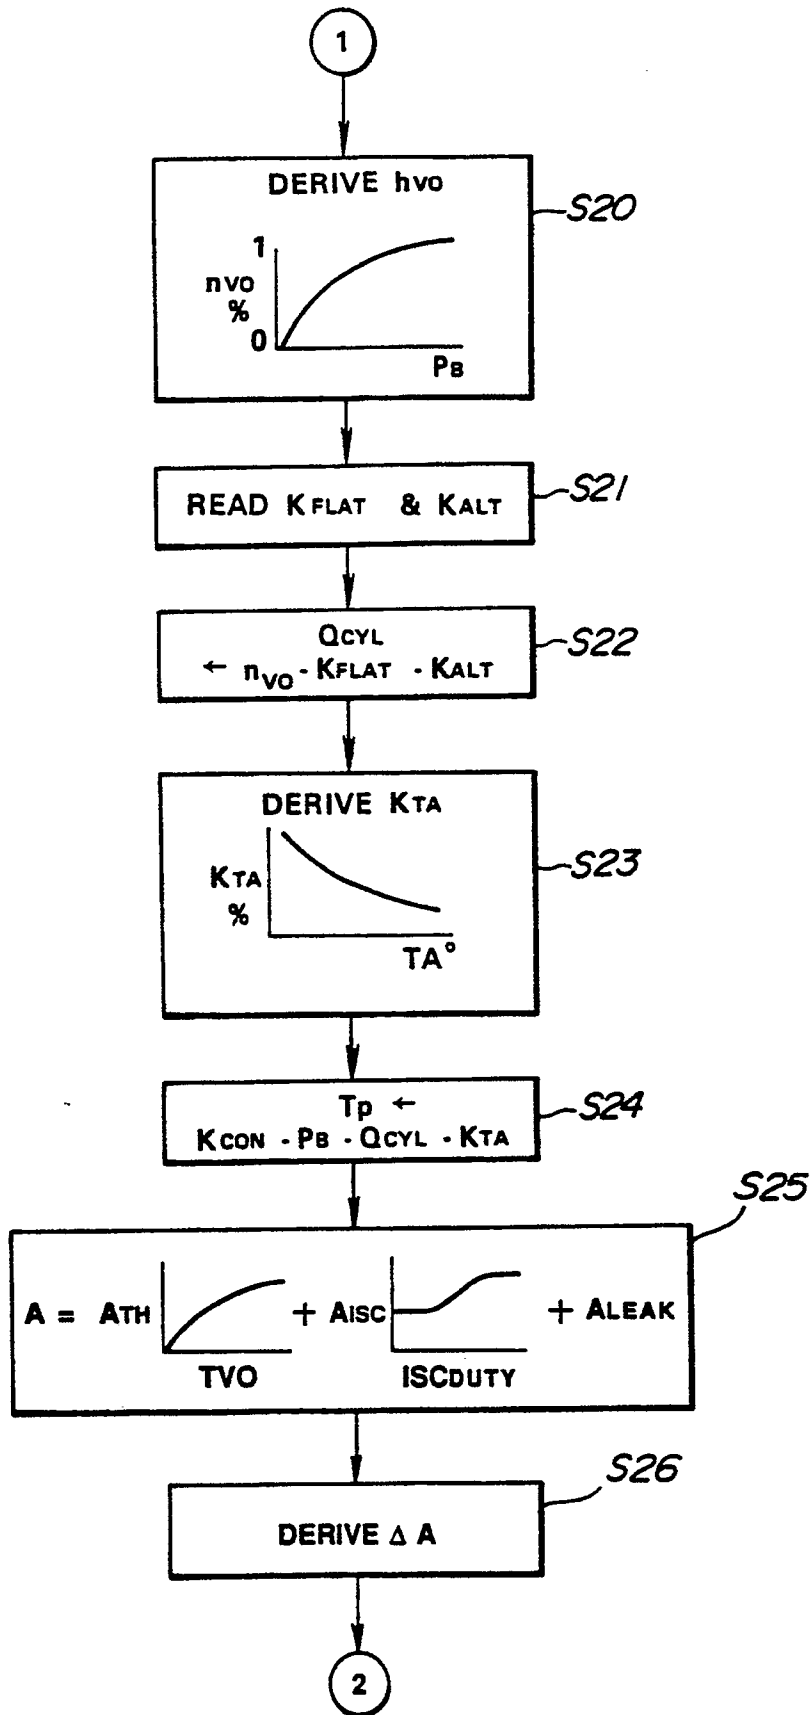 1
DERIVE hvo
S20
1
nvo
%
0
PB
READ KFLAT & KALT
S21
QCYL
← nVO - KFLAT - KALT
S22
DERIVE KTA
S23
KTA
%
TA°
Tp ←
KCON - PB - QCYL - KTA
S24
S25
A = ATH + AISC + ALEAK
TVO ISCDUTY
S26
DERIVE Δ A
2